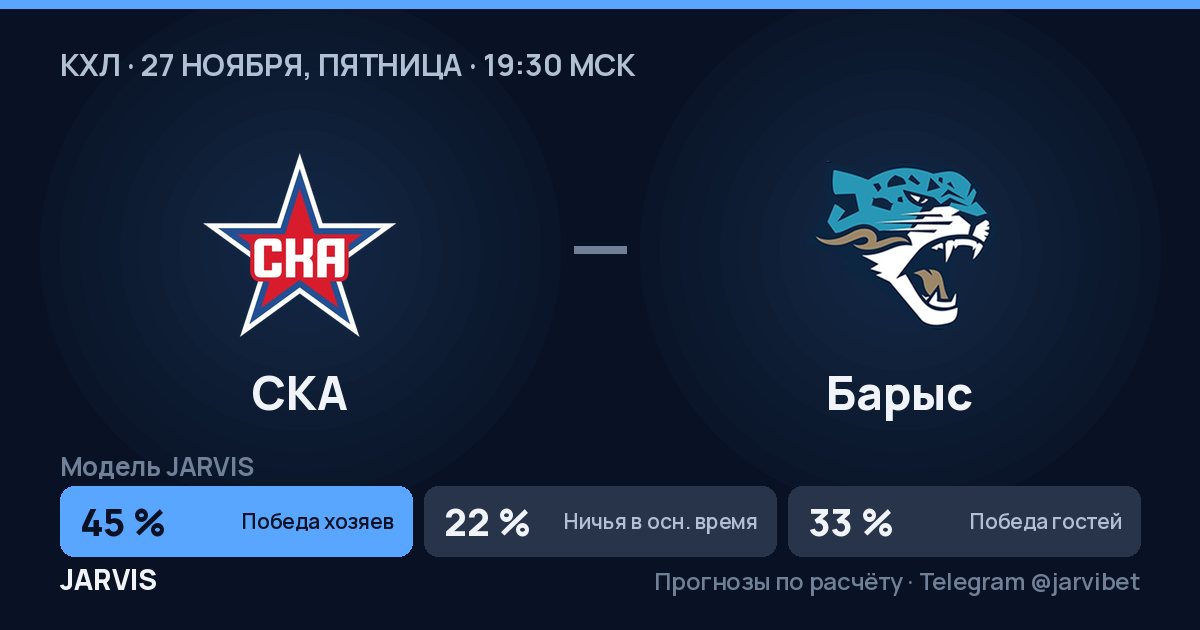 КХЛ · 27 НОЯБРЯ, ПЯТНИЦА · 19:30 МСК
СКА
СКА
Барыс
Модель JARVIS
45 % Победа хозяев
22 % Ничья в осн. время
33 % Победа гостей
JARVIS
Прогнозы по расчёту · Telegram @jarvibet